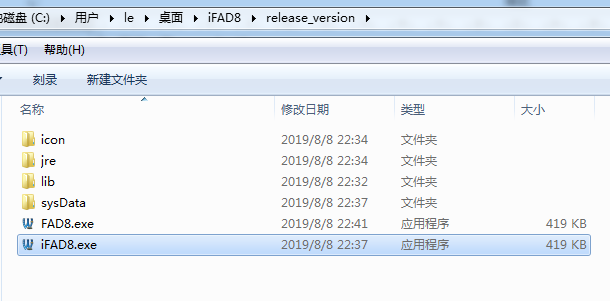 磁盘 (C:) ▸ 用户 ▸ le ▸ 桌面 ▸ iFAD8 ▸ release_version ▸
具(T) 帮助(H)
刻录 新建文件夹
名称 修改日期 类型 大小
icon 2019/8/8 22:34 文件夹
jre 2019/8/8 22:34 文件夹
lib 2019/8/8 22:32 文件夹
sysData 2019/8/8 22:37 文件夹
FAD8.exe 2019/8/8 22:41 应用程序 419 KB
iFAD8.exe 2019/8/8 22:37 应用程序 419 KB